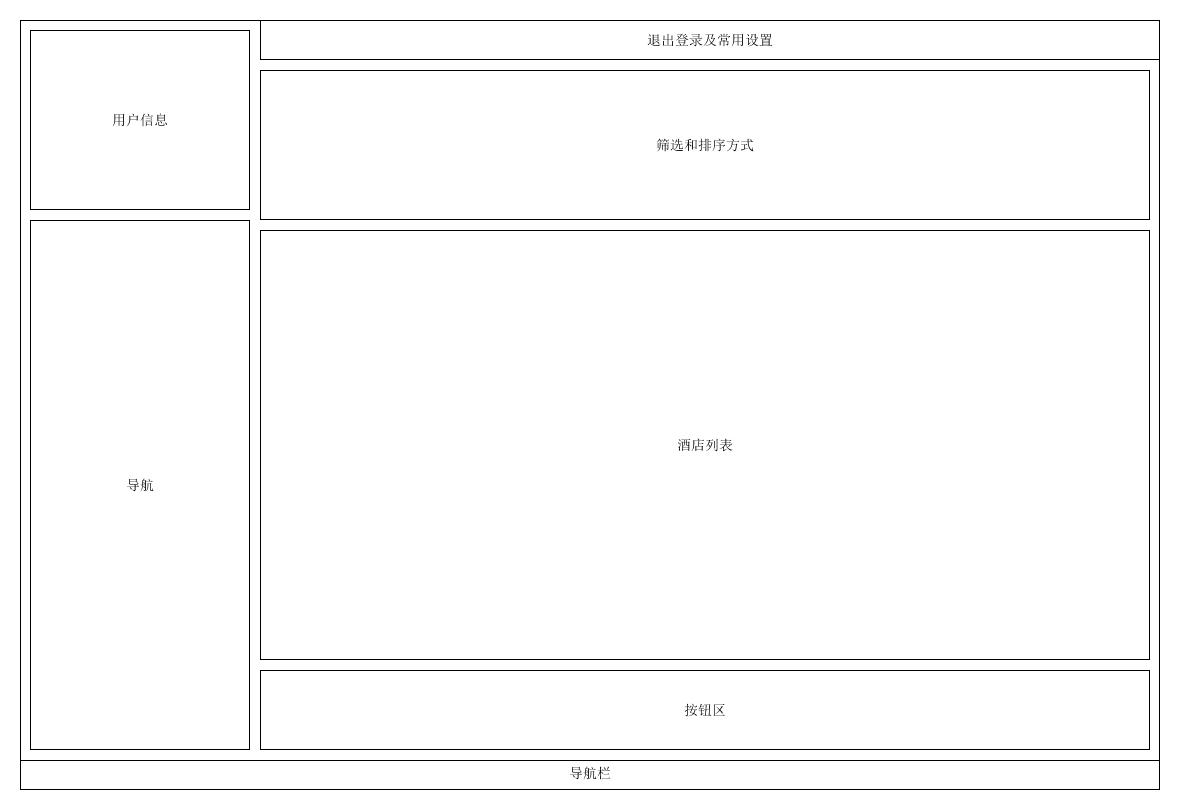 退出登录及常用设置
用户信息
筛选和排序方式
酒店列表
导航
按钮区
导航栏